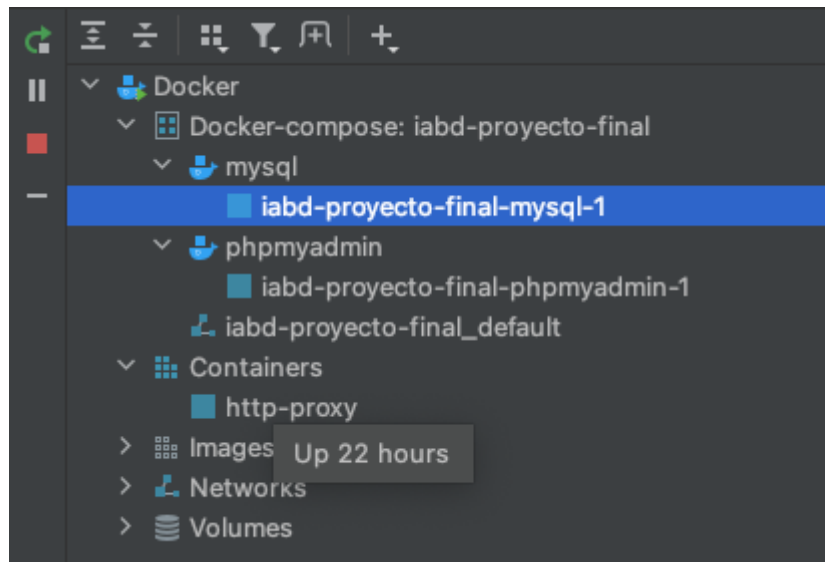 Docker
Docker-compose: iabd-proyecto-final
mysql
iabd-proyecto-final-mysql-1
phpmyadmin
iabd-proyecto-final-phpmyadmin-1
iabd-proyecto-final_default
Containers
http-proxy
Images
Up 22 hours
Networks
Volumes